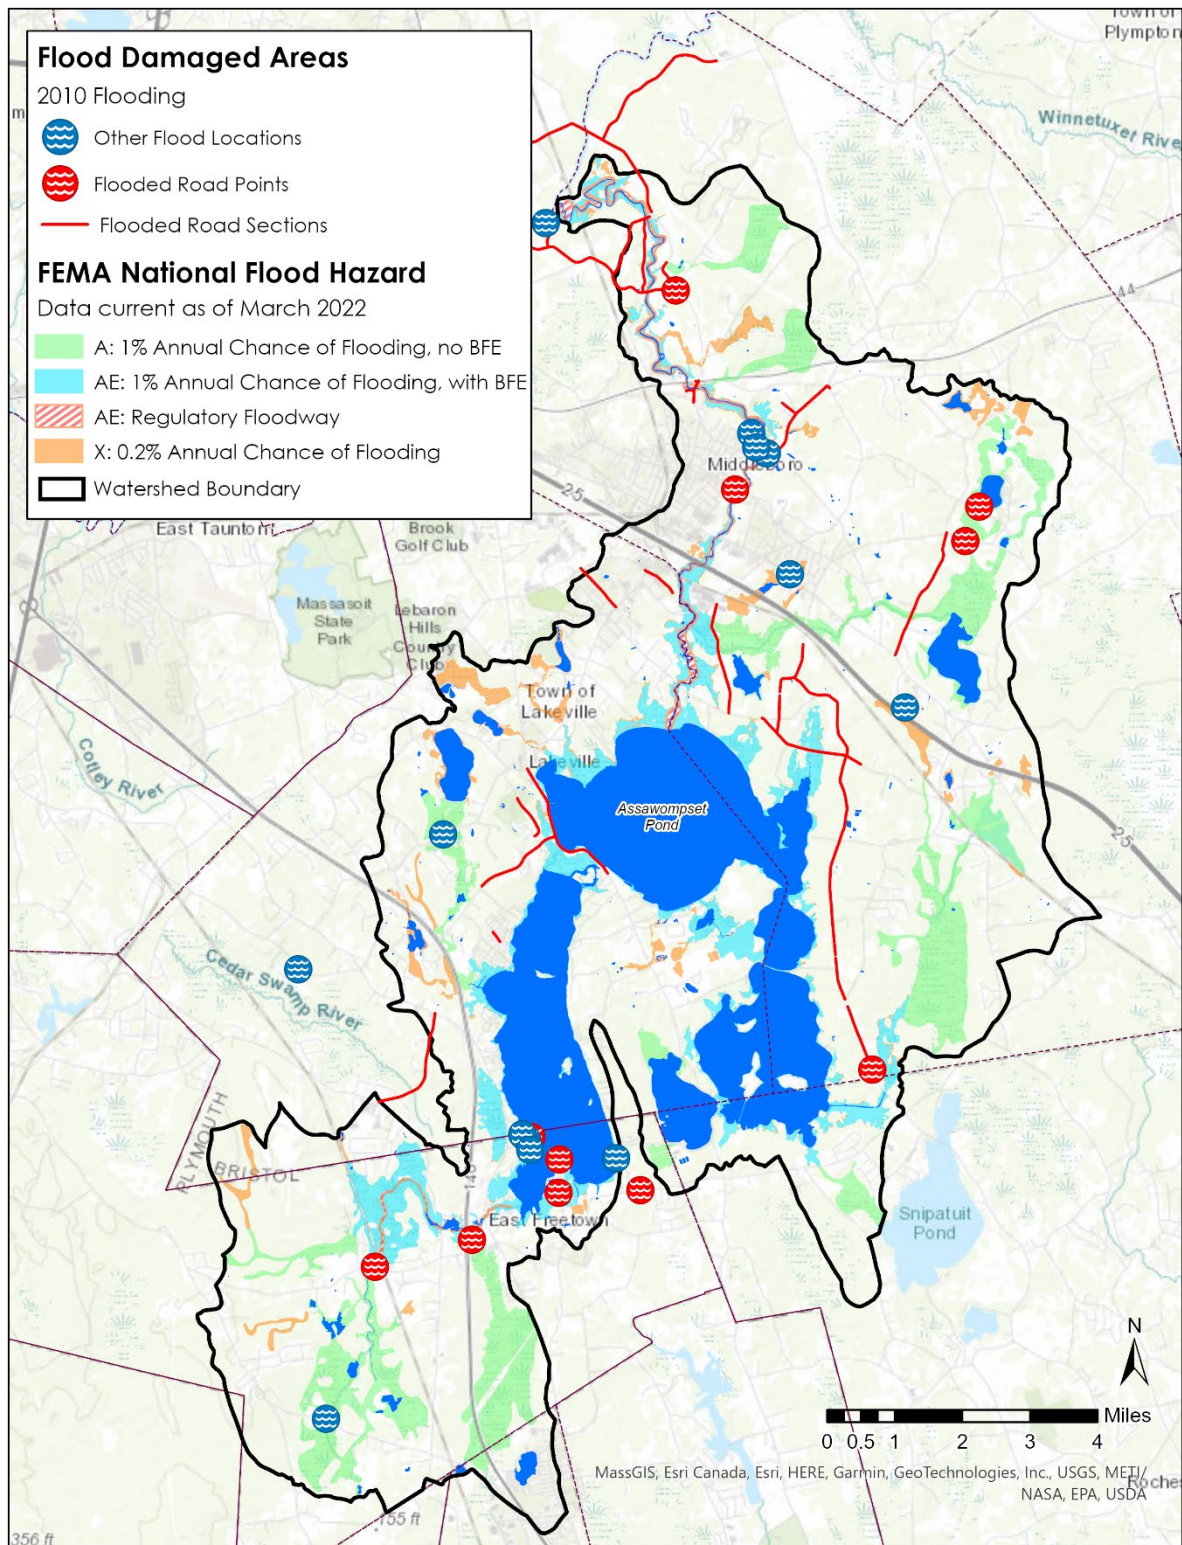 Town of
Plympton
Flood Damaged Areas
2010 Flooding
Other Flood Locations
Flooded Road Points
Flooded Road Sections
FEMA National Flood Hazard
Data current as of March 2022
A: 1% Annual Chance of Flooding, no BFE
AE: 1% Annual Chance of Flooding, with BFE
AE: Regulatory Floodway
X: 0.2% Annual Chance of Flooding
Watershed Boundary
Winnetuxet River
44
Middleboro
25
East Taunton
Brook
Golf Club
Massasoit
State
Park
Lebaron
Hills
Country
Club
Town of
Lakeville
Lakeville
Cotley River
Assawompset
Pond
25
Cedar Swamp River
PLYMOUTH
BRISTOL
140
East Freetown
Snipatuit
Pond
N
Miles
0 0.5 1 2 3 4
MassGIS, Esri Canada, Esri, HERE, Garmin, GeoTechnologies, Inc., USGS, METI/
NASA, EPA, USDA
Roches
155 ft
356 ft